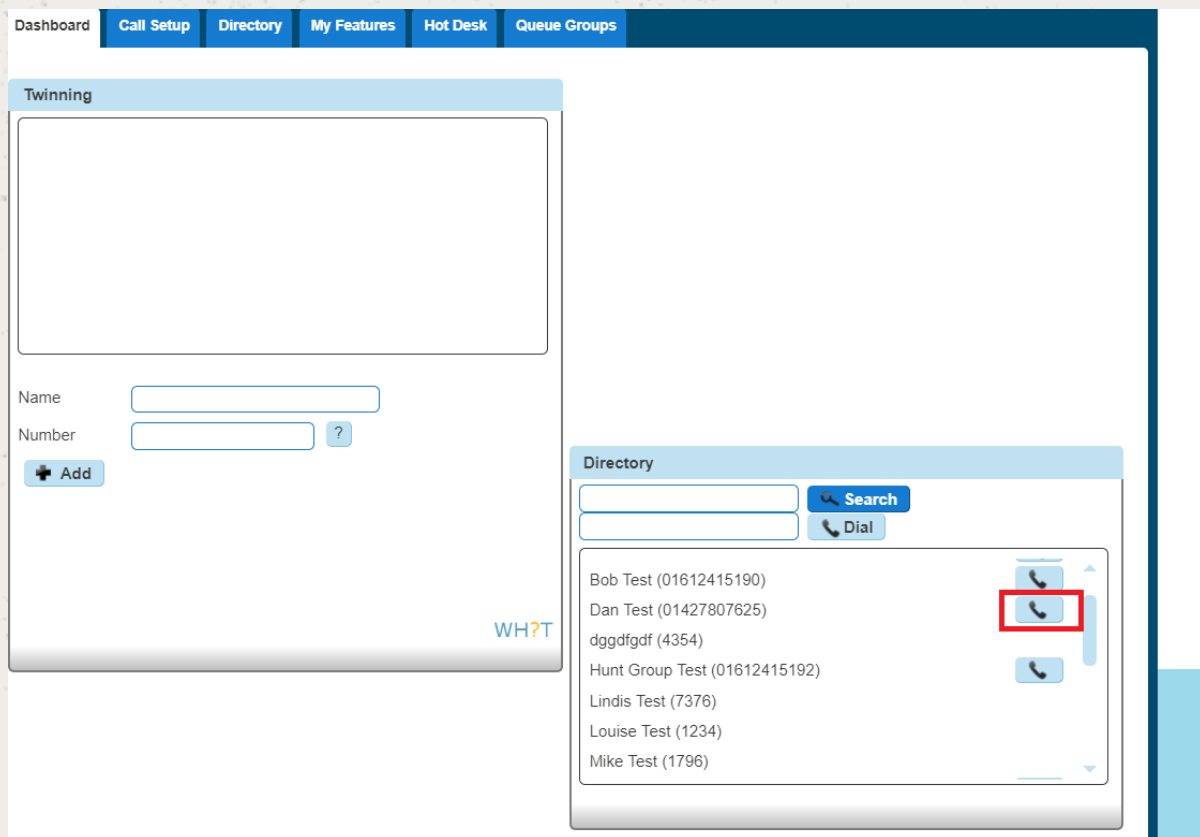 Dashboard Call Setup Directory My Features Hot Desk Queue Groups
Twinning
Name
Number ?
Add
WH?T
Directory
Search
Dial
Bob Test (01612415190)
Dan Test (01427807625)
dggdfgdf (4354)
Hunt Group Test (01612415192)
Lindis Test (7376)
Louise Test (1234)
Mike Test (1796)